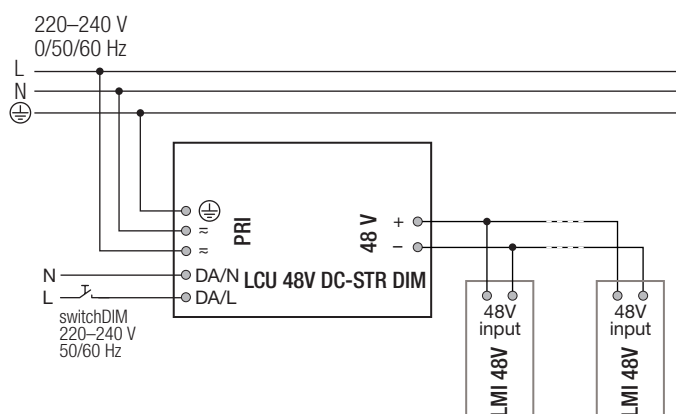 220–240 V
0/50/60 Hz
L
N
PRI
≂
≂
48 V
+
−
N
DA/N
LCU 48V DC-STR DIM
L
DA/L
switchDIM
220–240 V
50/60 Hz
48V
input
LMI 48V
48V
input
LMI 48V